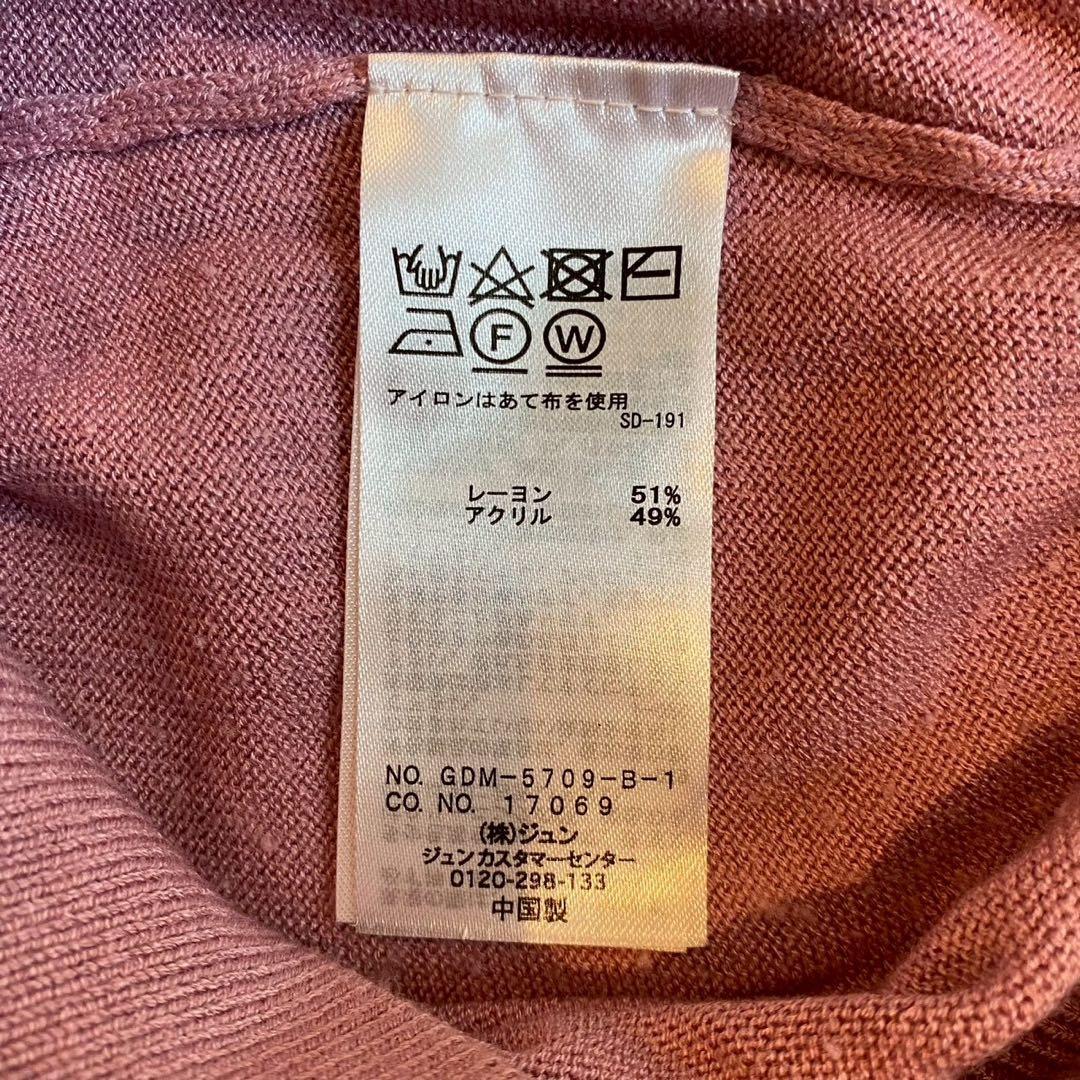 F W
アイロンはあて布を使用
SD-191
レーヨン 51%
アクリル 49%
NO. GDM-5709-B-1
CO. NO. 17069
(株)ジュン
ジュンカスタマーセンター
0120-298-133
中国製